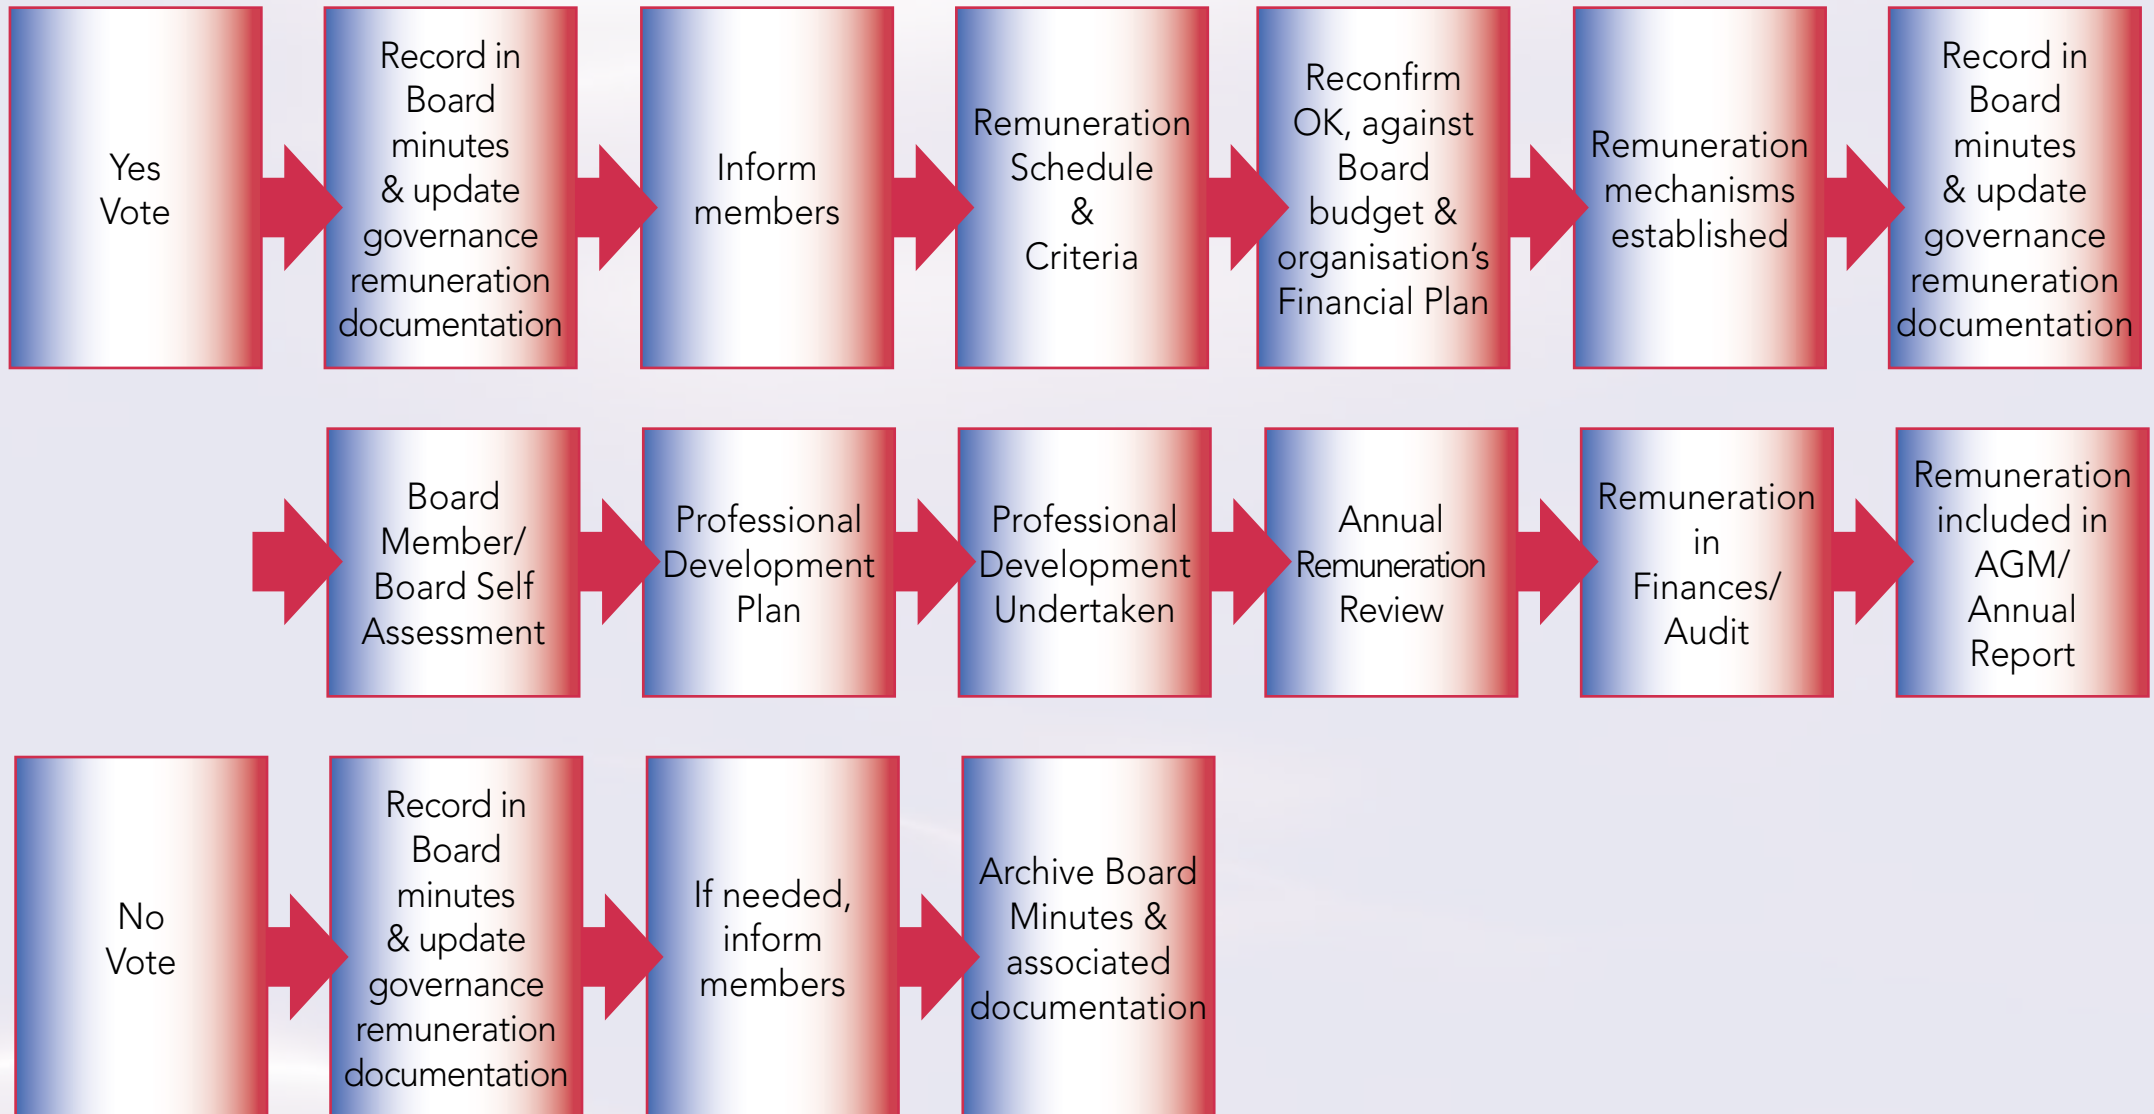 Yes
Vote
Record in
Board
minutes
& update
governance
remuneration
documentation
Inform
members
Remuneration
Schedule
&
Criteria
Reconfirm
OK, against
Board
budget &
organisation’s
Financial Plan
Remuneration
mechanisms
established
Record in
Board
minutes
& update
governance
remuneration
documentation
Board
Member/
Board Self
Assessment
Professional
Development
Plan
Professional
Development
Undertaken
Annual
Remuneration
Review
Remuneration
in
Finances/
Audit
Remuneration
included in
AGM/
Annual
Report
No
Vote
Record in
Board
minutes
& update
governance
remuneration
documentation
If needed,
inform
members
Archive Board
Minutes &
associated
documentation